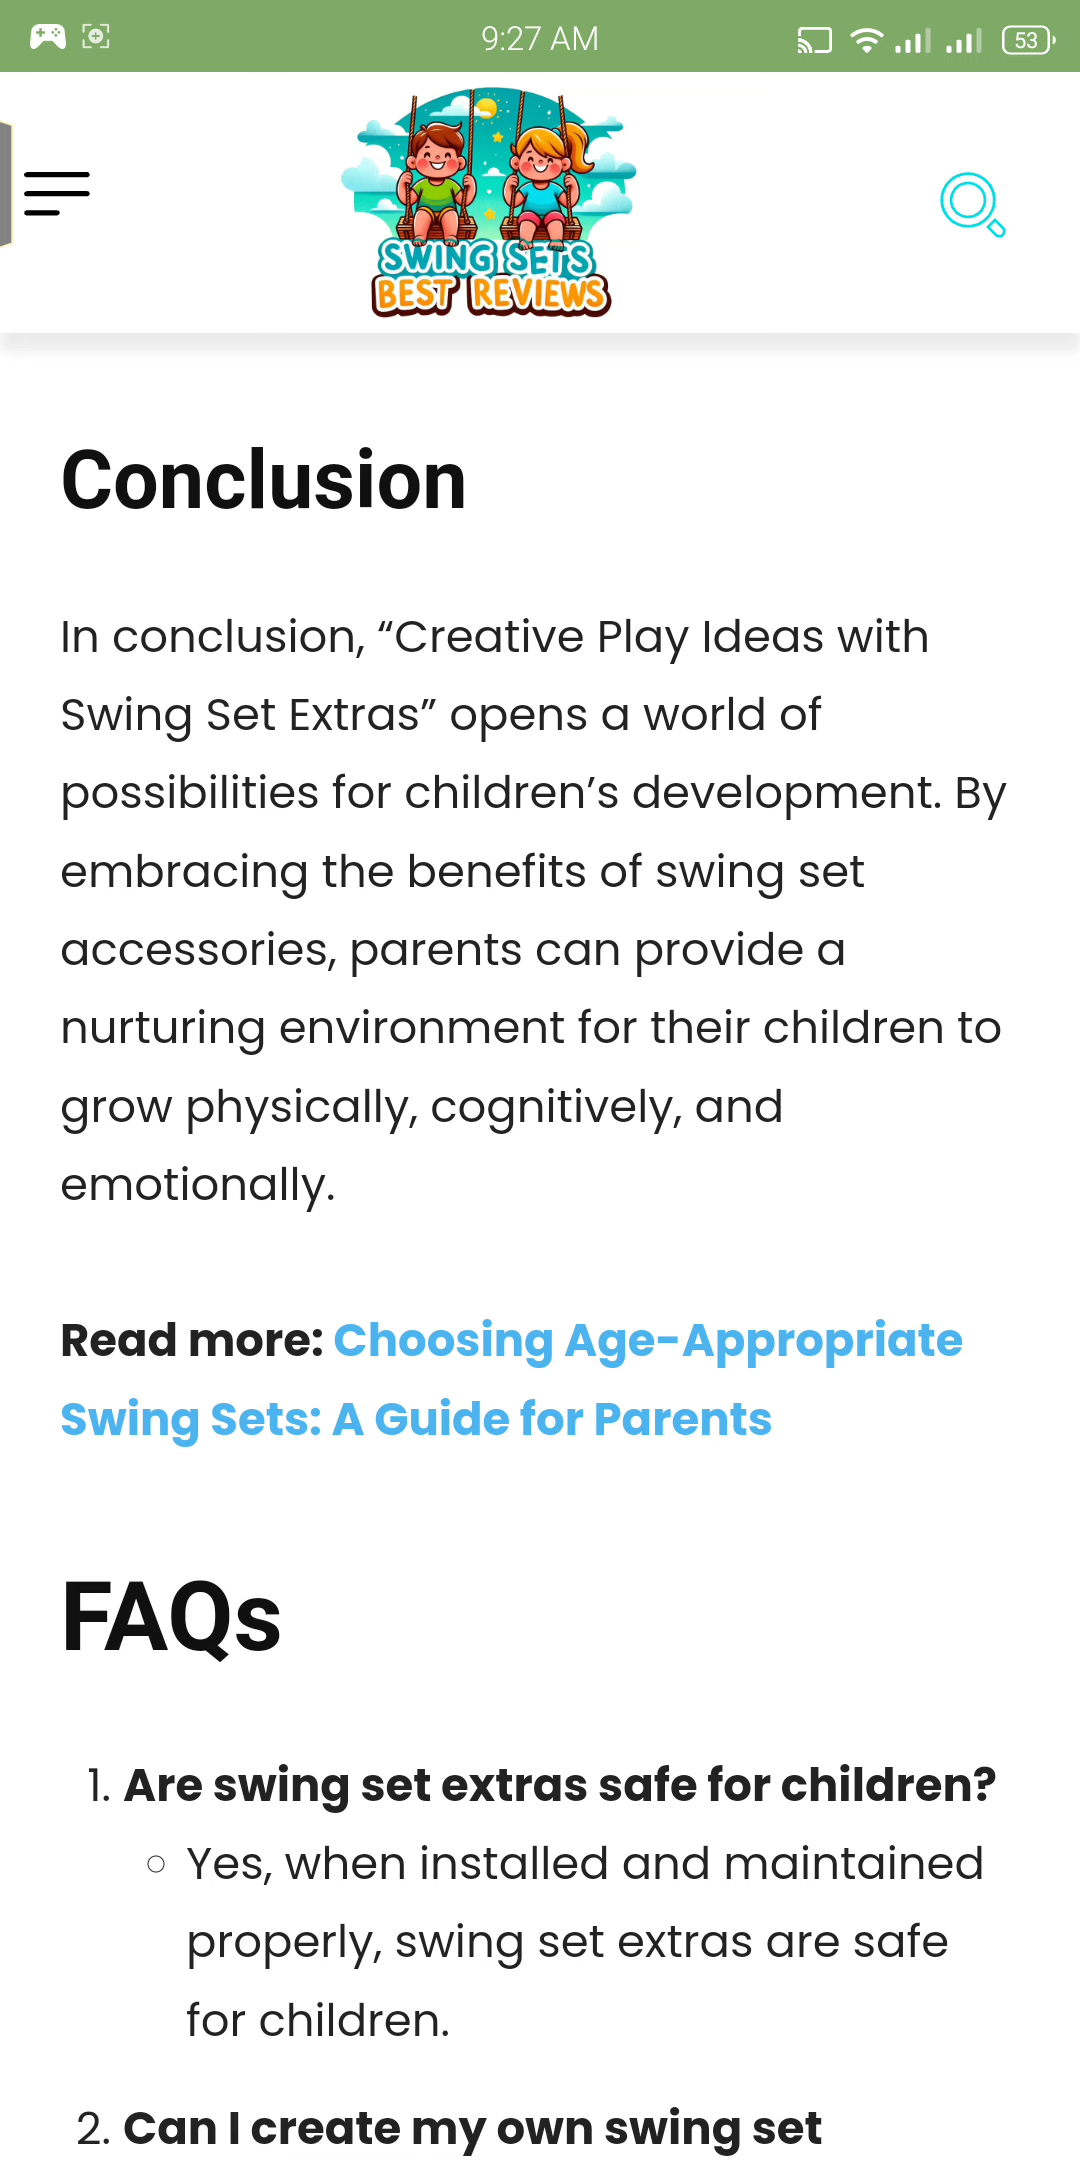 9:27 AM
53
SWING SETS
BEST REVIEWS
Conclusion
In conclusion, “Creative Play Ideas with
Swing Set Extras” opens a world of
possibilities for children’s development. By
embracing the benefits of swing set
accessories, parents can provide a
nurturing environment for their children to
grow physically, cognitively, and
emotionally.
Read more: Choosing Age-Appropriate
Swing Sets: A Guide for Parents
FAQs
1. Are swing set extras safe for children?
Yes, when installed and maintained
properly, swing set extras are safe
for children.
2. Can I create my own swing set